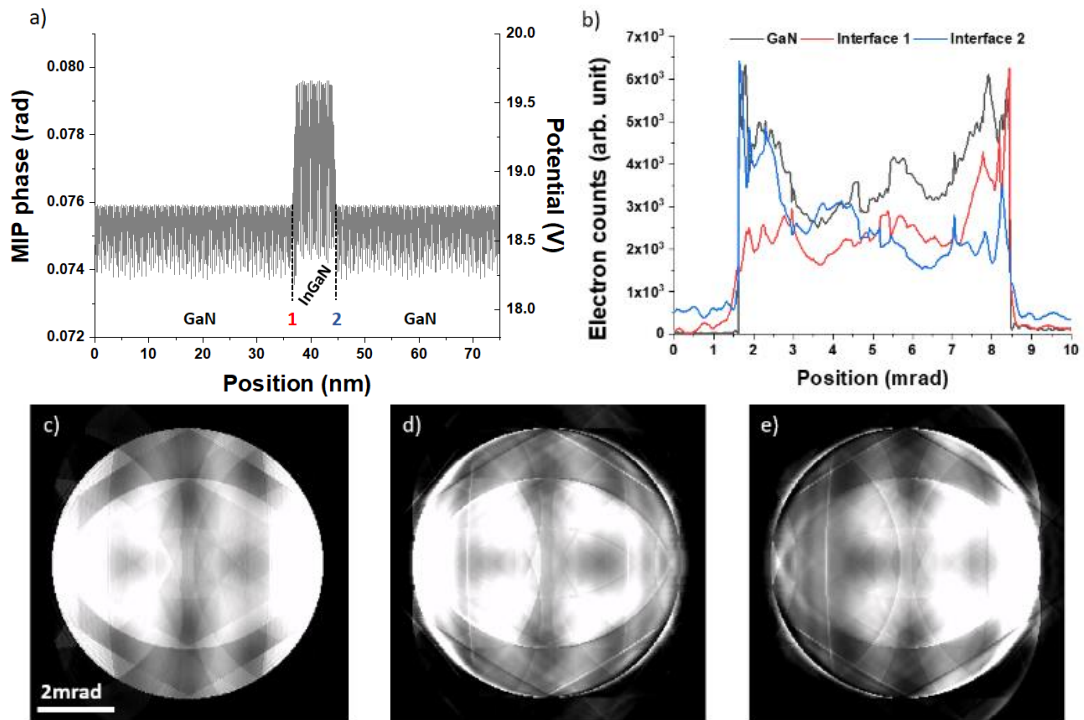 a)
MIP phase (rad)
0.080
0.078
0.076
0.074
0.072
20.0
19.5
19.0
18.5
18.0
Potential (V)
GaN
1
InGaN
2
GaN
0 10 20 30 40 50 60 70
Position (nm)
b)
Electron counts (arb. unit)
7x10³
6x10³
5x10³
4x10³
3x10³
2x10³
1x10³
0
GaN Interface 1 Interface 2
0 1 2 3 4 5 6 7 8 9 10
Position (mrad)
c)
2mrad
d)
e)